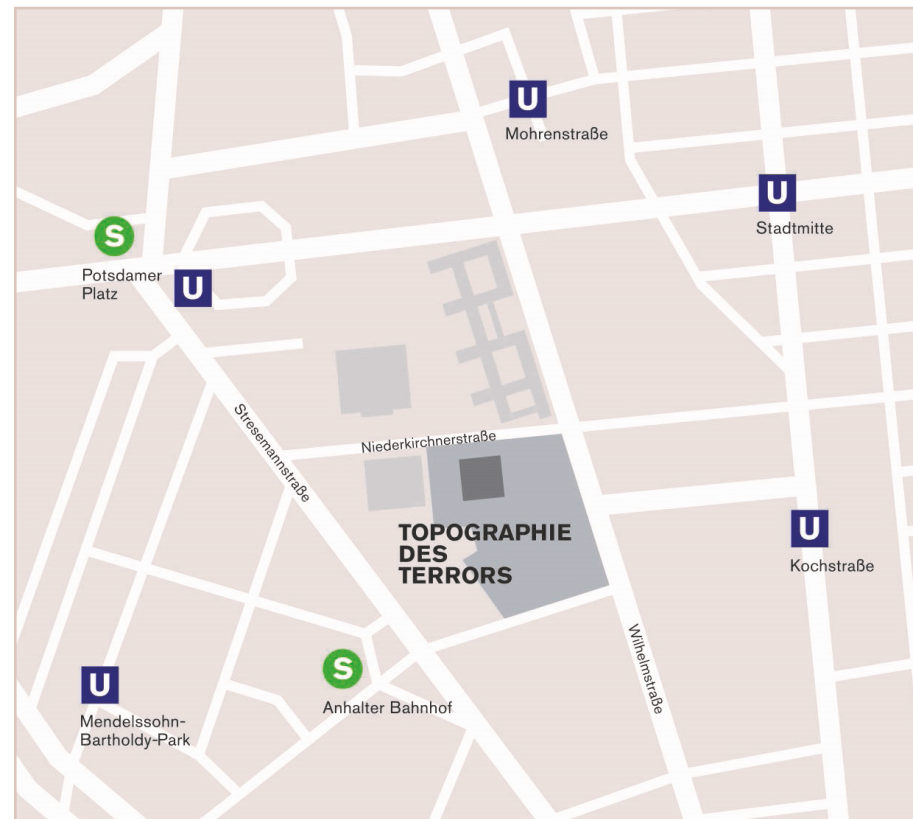 U
Mohrenstraße
U
Stadtmitte
S
Potsdamer
Platz
U
Stresemannstraße
Niederkirchnerstraße
TOPOGRAPHIE
DES
TERRORS
U
Kochstraße
Wilhelmstraße
S
Anhalter Bahnhof
U
Mendelssohn-
Bartholdy-Park